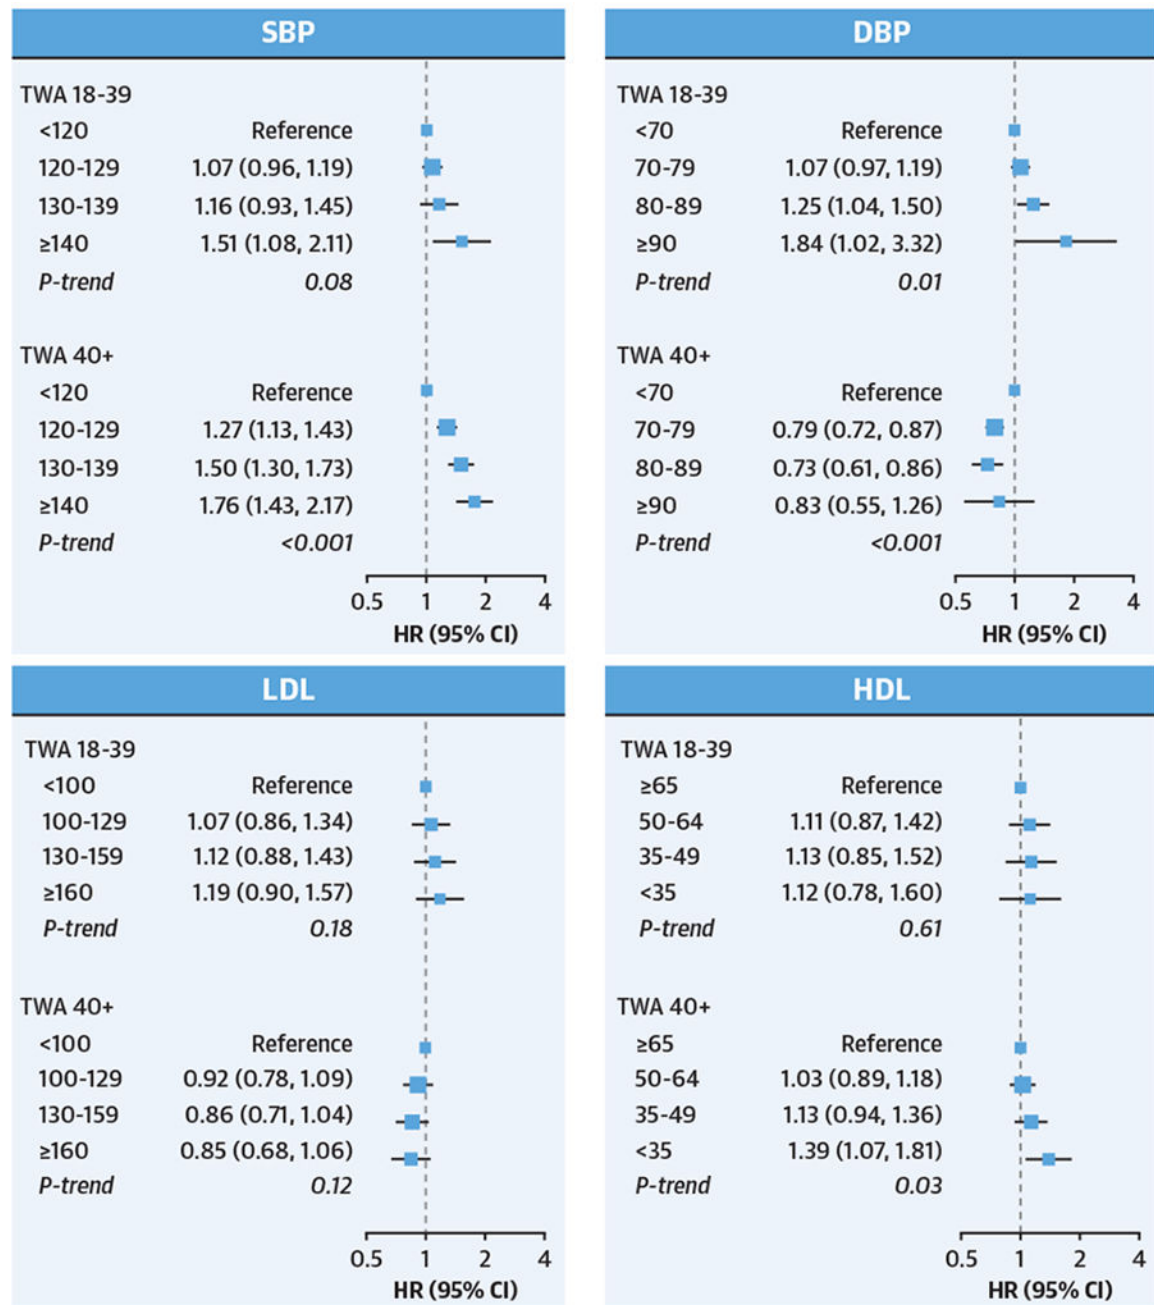 SBP
TWA 18-39
<120 Reference
120-129 1.07 (0.96, 1.19)
130-139 1.16 (0.93, 1.45)
≥140 1.51 (1.08, 2.11)
P-trend 0.08
TWA 40+
<120 Reference
120-129 1.27 (1.13, 1.43)
130-139 1.50 (1.30, 1.73)
≥140 1.76 (1.43, 2.17)
P-trend <0.001
0.5 1 2 4
HR (95% CI)
DBP
TWA 18-39
<70 Reference
70-79 1.07 (0.97, 1.19)
80-89 1.25 (1.04, 1.50)
≥90 1.84 (1.02, 3.32)
P-trend 0.01
TWA 40+
<70 Reference
70-79 0.79 (0.72, 0.87)
80-89 0.73 (0.61, 0.86)
≥90 0.83 (0.55, 1.26)
P-trend <0.001
0.5 1 2 4
HR (95% CI)
LDL
TWA 18-39
<100 Reference
100-129 1.07 (0.86, 1.34)
130-159 1.12 (0.88, 1.43)
≥160 1.19 (0.90, 1.57)
P-trend 0.18
TWA 40+
<100 Reference
100-129 0.92 (0.78, 1.09)
130-159 0.86 (0.71, 1.04)
≥160 0.85 (0.68, 1.06)
P-trend 0.12
0.5 1 2 4
HR (95% CI)
HDL
TWA 18-39
≥65 Reference
50-64 1.11 (0.87, 1.42)
35-49 1.13 (0.85, 1.52)
<35 1.12 (0.78, 1.60)
P-trend 0.61
TWA 40+
≥65 Reference
50-64 1.03 (0.89, 1.18)
35-49 1.13 (0.94, 1.36)
<35 1.39 (1.07, 1.81)
P-trend 0.03
0.5 1 2 4
HR (95% CI)